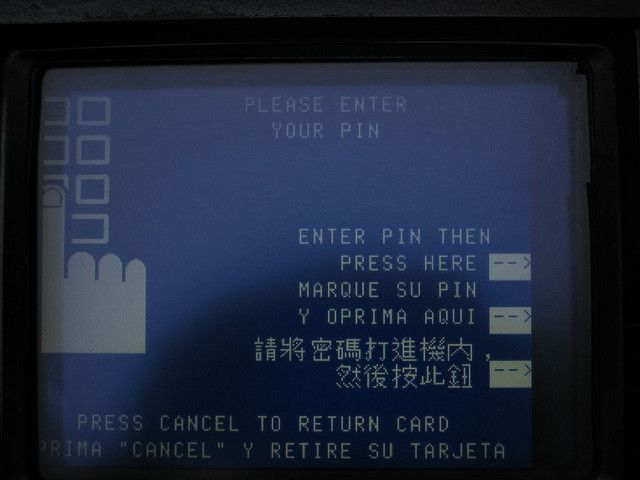 PLEASE ENTER
YOUR PIN
ENTER PIN THEN
PRESS HERE -->
MARQUE SU PIN
Y OPRIMA AQUI -->
請將密碼打進機內,
然後按此鈕 -->
PRESS CANCEL TO RETURN CARD
PRIMA "CANCEL" Y RETIRE SU TARJETA